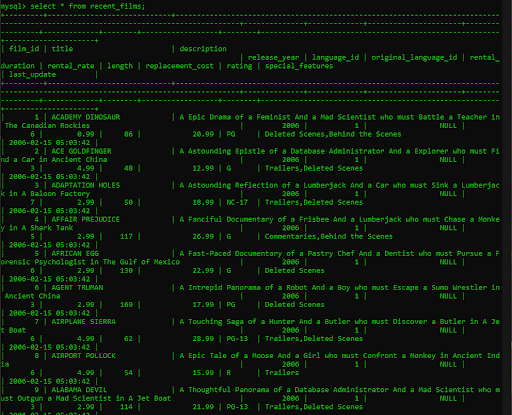 mysql> select * from recent_films;
| film_id | title | description
| release_year | language_id | original_language_id | rental_
duration | rental_rate | length | replacement_cost | rating | special_features
| last_update |
| 1 | ACADEMY DINOSAUR | A Epic Drama of a Feminist And a Mad Scientist who must Battle a Teacher in
The Canadian Rockies | 2006 | 1 | NULL |
6 | 0.99 | 86 | 20.99 | PG | Deleted Scenes,Behind the Scenes
| 2006-02-15 05:03:42 |
| 2 | ACE GOLDFINGER | A Astounding Epistle of a Database Administrator And a Explorer who must Fi
nd a Car in Ancient China | 2006 | 1 | NULL |
3 | 4.99 | 48 | 12.99 | G | Trailers,Deleted Scenes
| 2006-02-15 05:03:42 |
| 3 | ADAPTATION HOLES | A Astounding Reflection of a Lumberjack And a Car who must Sink a Lumberjac
k in A Baloon Factory | 2006 | 1 | NULL |
7 | 2.99 | 50 | 18.99 | NC-17 | Trailers,Deleted Scenes
| 2006-02-15 05:03:42 |
| 4 | AFFAIR PREJUDICE | A Fanciful Documentary of a Frisbee And a Lumberjack who must Chase a Monke
y in A Shark Tank | 2006 | 1 | NULL |
5 | 2.99 | 117 | 26.99 | G | Commentaries,Behind the Scenes
| 2006-02-15 05:03:42 |
| 5 | AFRICAN EGG | A Fast-Paced Documentary of a Pastry Chef And a Dentist who must Pursue a F
orensic Psychologist in The Gulf of Mexico | 2006 | 1 | NULL |
6 | 2.99 | 130 | 22.99 | G | Deleted Scenes
| 2006-02-15 05:03:42 |
| 6 | AGENT TRUMAN | A Intrepid Panorama of a Robot And a Boy who must Escape a Sumo Wrestler in
Ancient China | 2006 | 1 | NULL |
3 | 2.99 | 169 | 17.99 | PG | Deleted Scenes
| 2006-02-15 05:03:42 |
| 7 | AIRPLANE SIERRA | A Touching Saga of a Hunter And a Butler who must Discover a Butler in A Je
t Boat | 2006 | 1 | NULL |
6 | 4.99 | 62 | 28.99 | PG-13 | Trailers,Deleted Scenes
| 2006-02-15 05:03:42 |
| 8 | AIRPORT POLLOCK | A Epic Tale of a Moose And a Girl who must Confront a Monkey in Ancient Ind
ia | 2006 | 1 | NULL |
6 | 4.99 | 54 | 15.99 | R | Trailers
| 2006-02-15 05:03:42 |
| 9 | ALABAMA DEVIL | A Thoughtful Panorama of a Database Administrator And a Mad Scientist who m
ust Outgun a Mad Scientist in A Jet Boat | 2006 | 1 | NULL |
3 | 2.99 | 114 | 21.99 | PG-13 | Trailers,Deleted Scenes